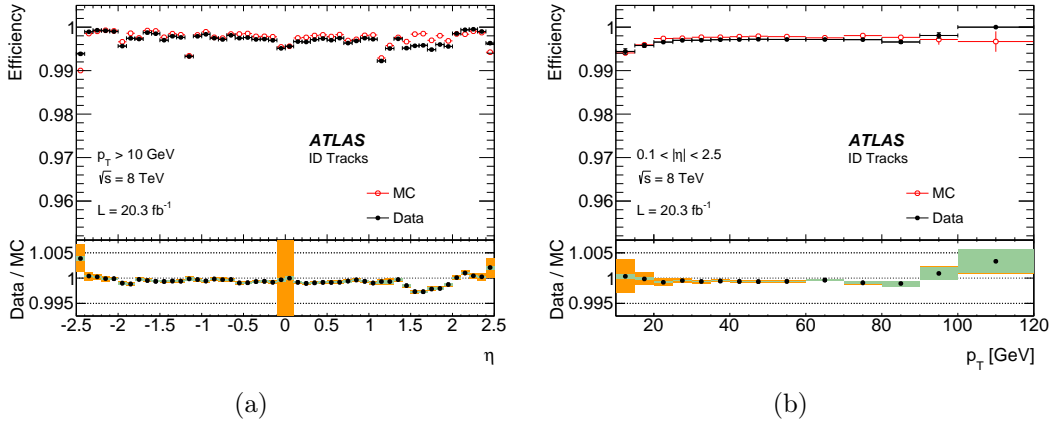 Efficiency
1
0.99
0.98
0.97
0.96
ATLAS
ID Tracks
p_T > 10 GeV
√s = 8 TeV
L = 20.3 fb⁻¹
MC
Data
Data / MC
1.005
1
0.995
-2.5 -2 -1.5 -1 -0.5 0 0.5 1 1.5 2 2.5
η
(a)
Efficiency
1
0.99
0.98
0.97
0.96
ATLAS
ID Tracks
0.1 < |η| < 2.5
√s = 8 TeV
L = 20.3 fb⁻¹
MC
Data
Data / MC
1.005
1
0.995
20 40 60 80 100 120
p_T [GeV]
(b)